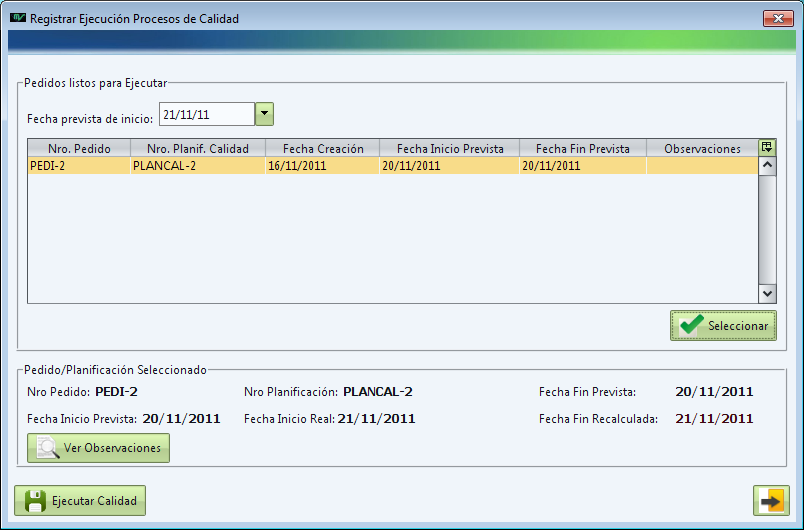 Registrar Ejecución Procesos de Calidad
Pedidos listos para Ejecutar
Fecha prevista de inicio: 21/11/11
Nro. Pedido Nro. Planif. Calidad Fecha Creación Fecha Inicio Prevista Fecha Fin Prevista Observaciones
PEDI-2 PLANCAL-2 16/11/2011 20/11/2011 20/11/2011
Seleccionar
Pedido/Planificación Seleccionado
Nro Pedido: PEDI-2 Nro Planificación: PLANCAL-2 Fecha Fin Prevista: 20/11/2011
Fecha Inicio Prevista: 20/11/2011 Fecha Inicio Real: 21/11/2011 Fecha Fin Recalculada: 21/11/2011
Ver Observaciones
Ejecutar Calidad